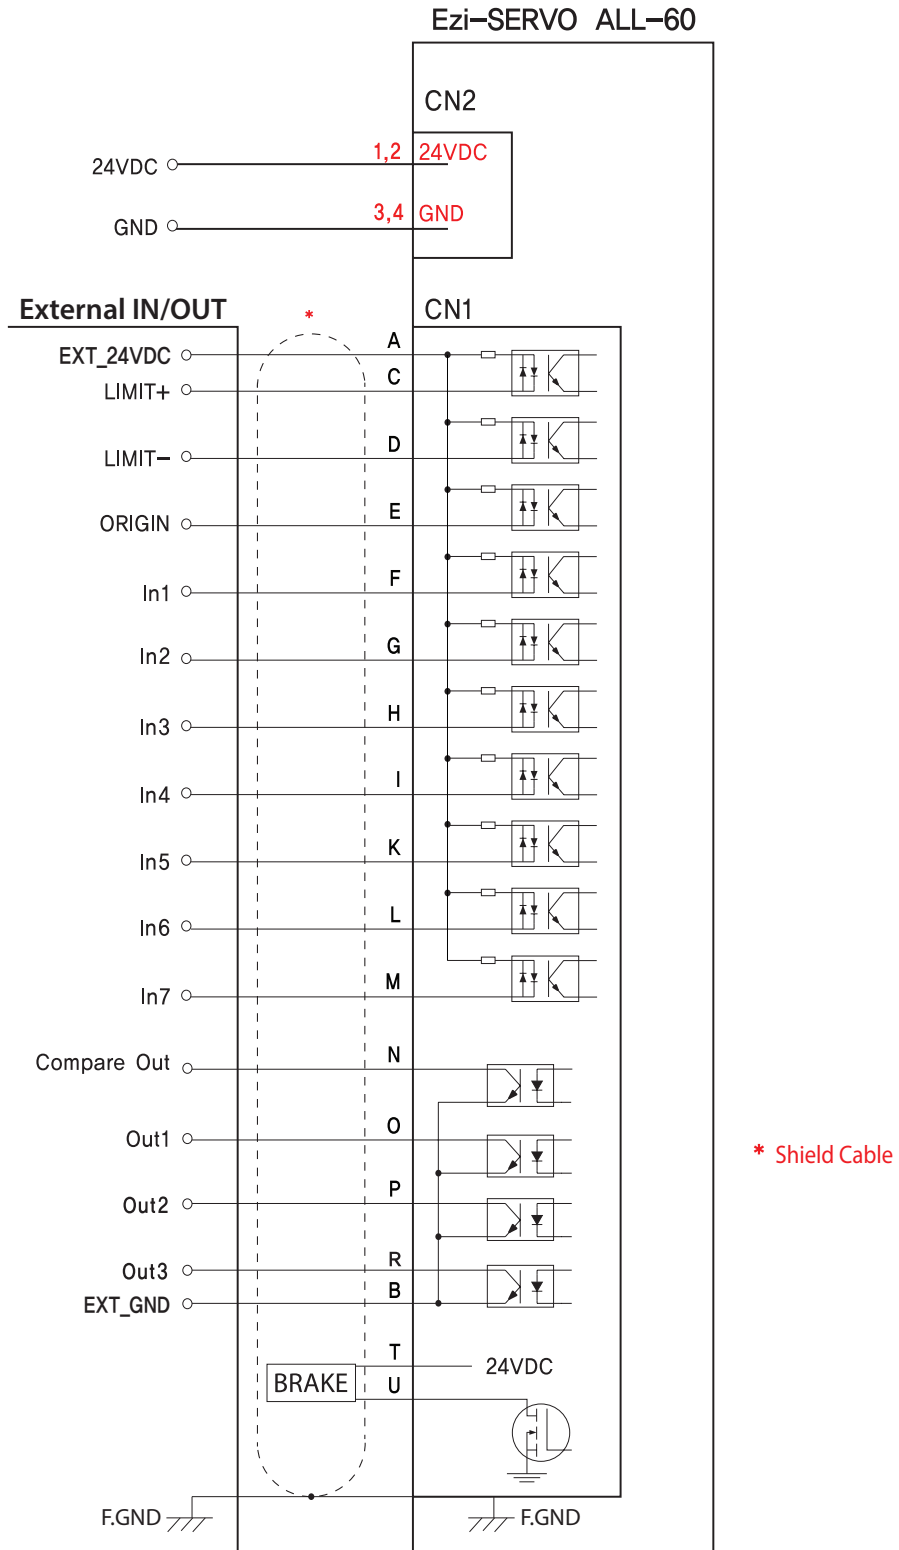 Ezi-SERVO ALL-60
CN2
24VDC 1,2 24VDC
GND 3,4 GND
External IN/OUT * CN1
EXT_24VDC A
LIMIT+ C
LIMIT- D
ORIGIN E
In1 F
In2 G
In3 H
In4 I
In5 K
In6 L
In7 M
Compare Out N
Out1 O
* Shield Cable
Out2 P
Out3 R
EXT_GND B
T 24VDC
BRAKE U
F.GND F.GND